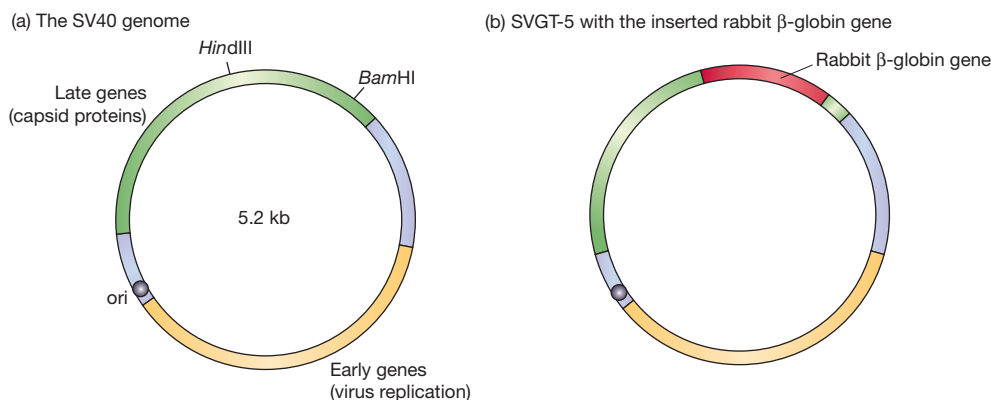 (a) The SV40 genome
HindIII
BamHI
Late genes
(capsid proteins)
5.2 kb
ori
Early genes
(virus replication)
(b) SVGT-5 with the inserted rabbit β-globin gene
Rabbit β-globin gene